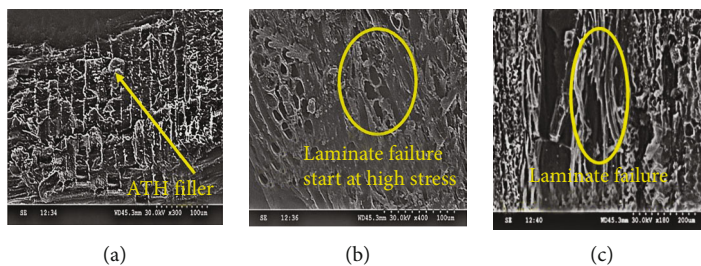 ATH filler
SE 12:34 WD45.3mm 30.0kV x300 100um
(a)
Laminate failure
start at high stress
SE 12:36 WD45.3mm 30.0kV x400 100um
(b)
Laminate failure
SE 12:40 WD45.3mm 30.0kV x180 200um
(c)